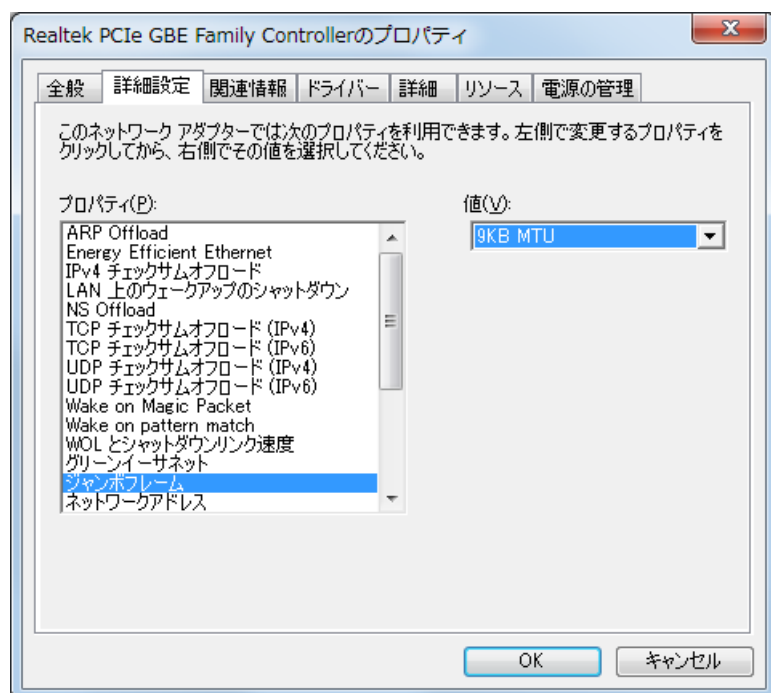 Realtek PCIe GBE Family Controllerのプロパティ
全般 詳細設定 関連情報 ドライバー 詳細 リソース 電源の管理
このネットワーク アダプターでは次のプロパティを利用できます。左側で変更するプロパティを
クリックしてから、右側でその値を選択してください。
プロパティ(P):
値(V):
9KB MTU
ARP Offload
Energy Efficient Ethernet
IPv4 チェックサムオフロード
LAN 上のウェークアップのシャットダウン
NS Offload
TCP チェックサムオフロード (IPv4)
TCP チェックサムオフロード (IPv6)
UDP チェックサムオフロード (IPv4)
UDP チェックサムオフロード (IPv6)
Wake on Magic Packet
Wake on pattern match
WOL とシャットダウンリンク速度
グリーンイーサネット
ジャンボフレーム
ネットワークアドレス
OK
キャンセル